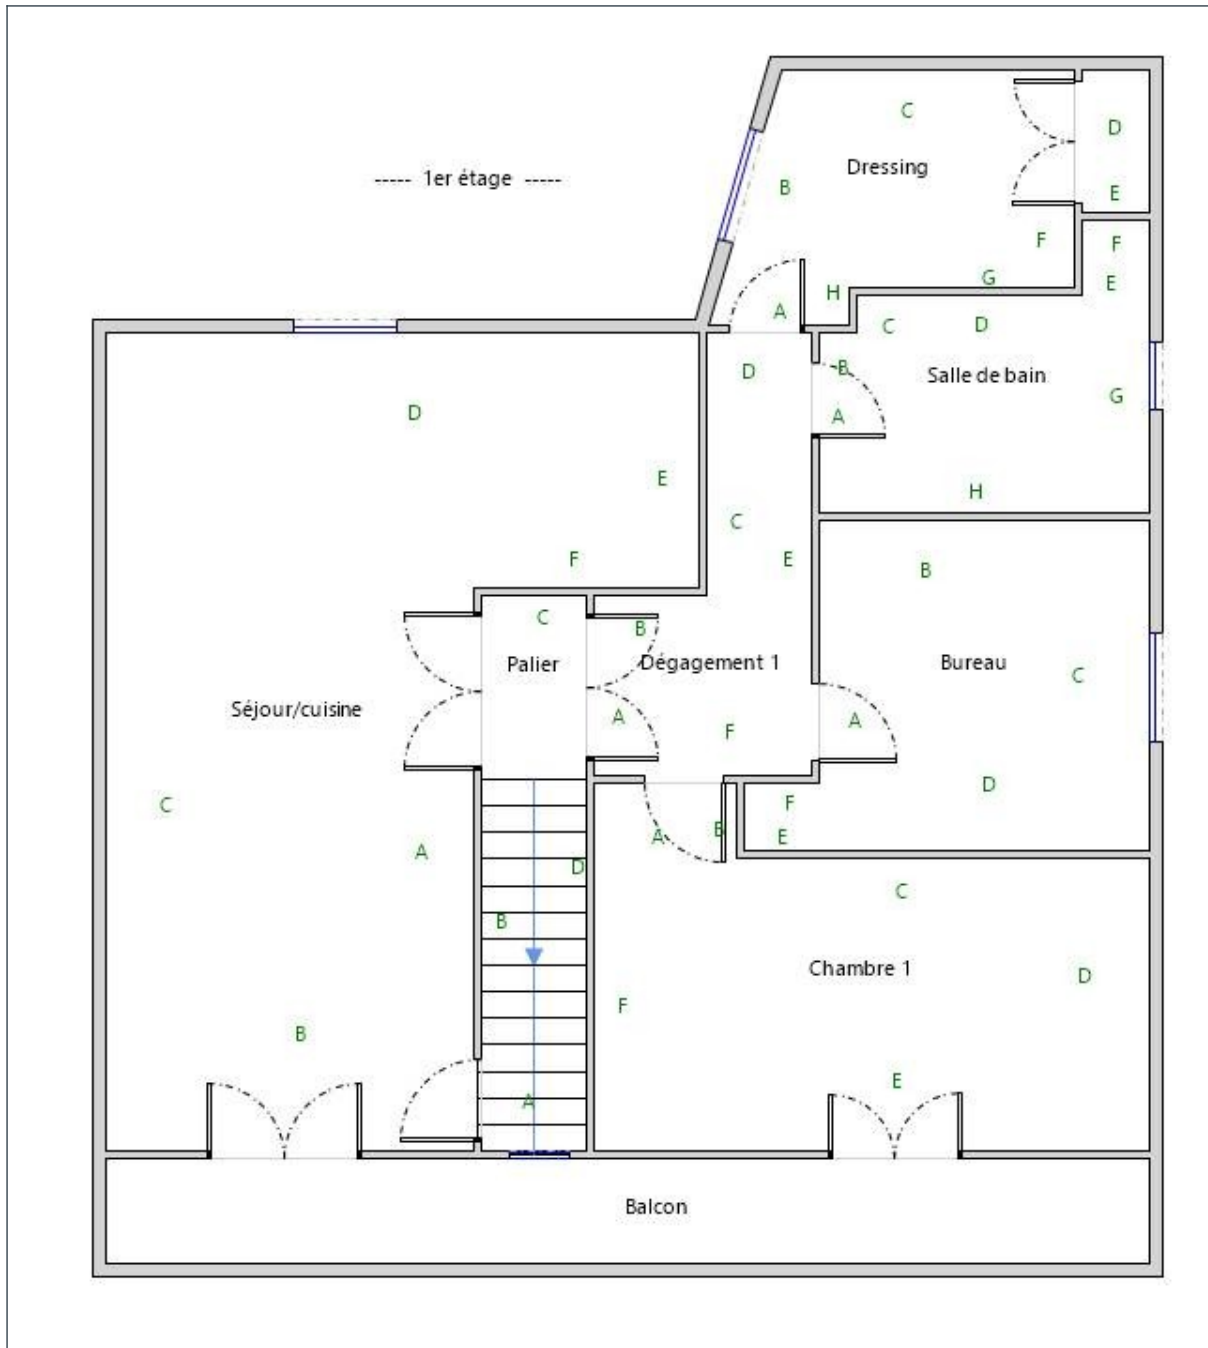 C
D
Dressing
----- 1er étage -----
B
E
F
F
G
E
H
A
C
D
B
D
Salle de bain
A
G
D
E
H
C
F
E
B
C
B
Palier
Dégagement 1
Bureau
C
Séjour/cuisine
A
A
F
D
C
F
A
B
E
A
D
C
B
Chambre 1
D
F
B
E
A
Balcon